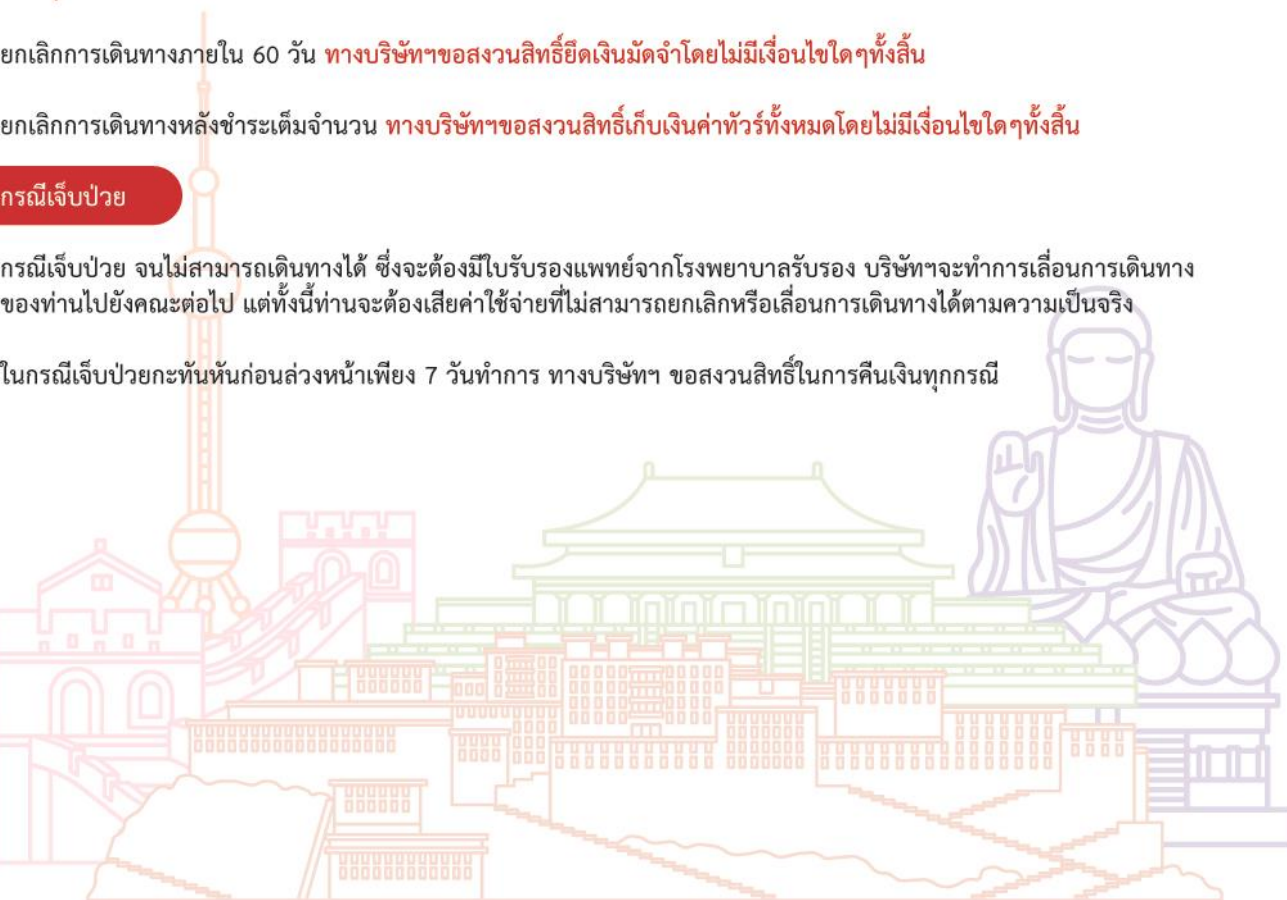 ยกเลิกการเดินทางภายใน 60 วัน ทางบริษัทฯขอสงวนสิทธิ์ยึดเงินมัดจำโดยไม่มีเงื่อนไขใดๆทั้งสิ้น
ยกเลิกการเดินทางหลังชำระเต็มจำนวน ทางบริษัทฯขอสงวนสิทธิ์เก็บเงินค่าทัวร์ทั้งหมดโดยไม่มีเงื่อนไขใดๆทั้งสิ้น
กรณีเจ็บป่วย
กรณีเจ็บป่วย จนไม่สามารถเดินทางได้ ซึ่งจะต้องมีใบรับรองแพทย์จากโรงพยาบาลรับรอง บริษัทฯจะทำการเลื่อนการเดินทาง
ของท่านไปยังคณะต่อไป แต่ทั้งนี้ท่านจะต้องเสียค่าใช้จ่ายที่ไม่สามารถยกเลิกหรือเลื่อนการเดินทางได้ตามความเป็นจริง
ในกรณีเจ็บป่วยกะทันหันก่อนล่วงหน้าเพียง 7 วันทำการ ทางบริษัทฯ ขอสงวนสิทธิ์ในการคืนเงินทุกกรณี